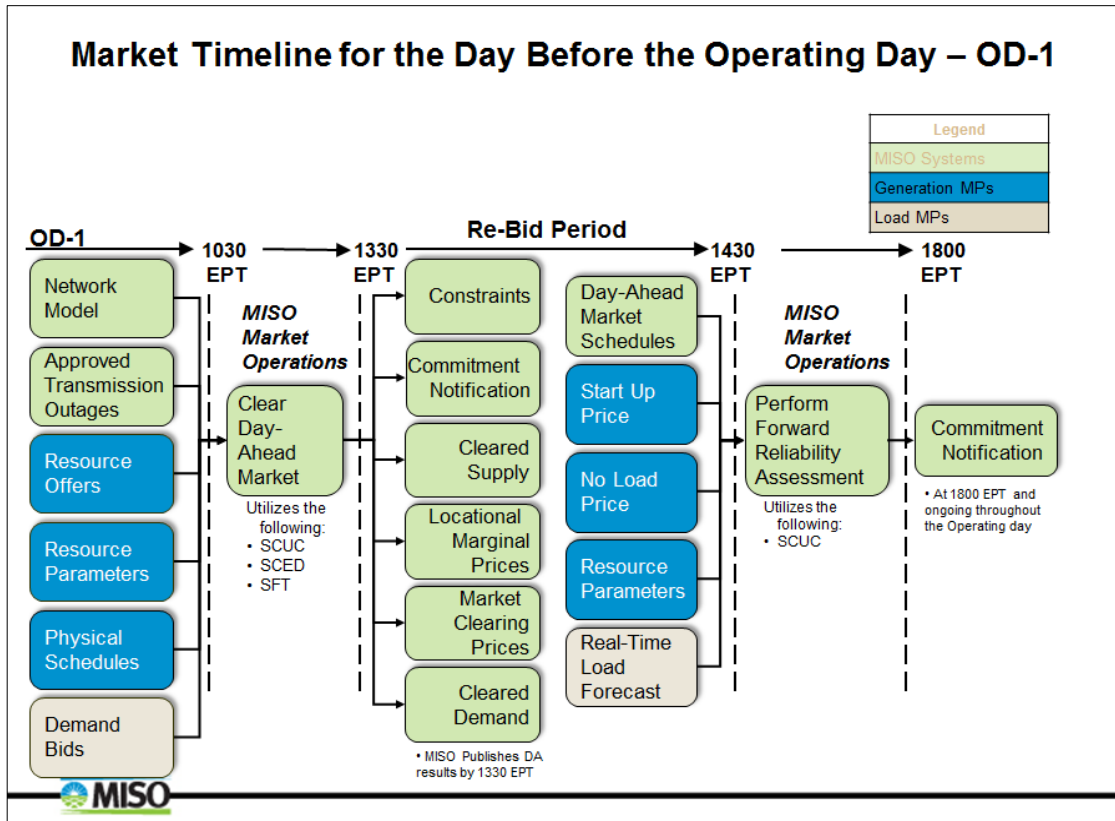 Market Timeline for the Day Before the Operating Day – OD-1
Legend
MISO Systems
Generation MPs
Load MPs
OD-1
1030
EPT
1330
EPT
Re-Bid Period
1430
EPT
1800
EPT
Network
Model
Approved
Transmission
Outages
Resource
Offers
Resource
Parameters
Physical
Schedules
Demand
Bids
MISO
Market
Operations
Clear
Day-
Ahead
Market
Utilizes the
following:
• SCUC
• SCED
• SFT
Constraints
Commitment
Notification
Cleared
Supply
Locational
Marginal
Prices
Market
Clearing
Prices
Cleared
Demand
• MISO Publishes DA
results by 1330 EPT
Day-Ahead
Market
Schedules
Start Up
Price
No Load
Price
Resource
Parameters
Real-Time
Load
Forecast
MISO
Market
Operations
Perform
Forward
Reliability
Assessment
Utilizes the
following:
• SCUC
Commitment
Notification
• At 1800 EPT and
ongoing throughout
the Operating day
MISO